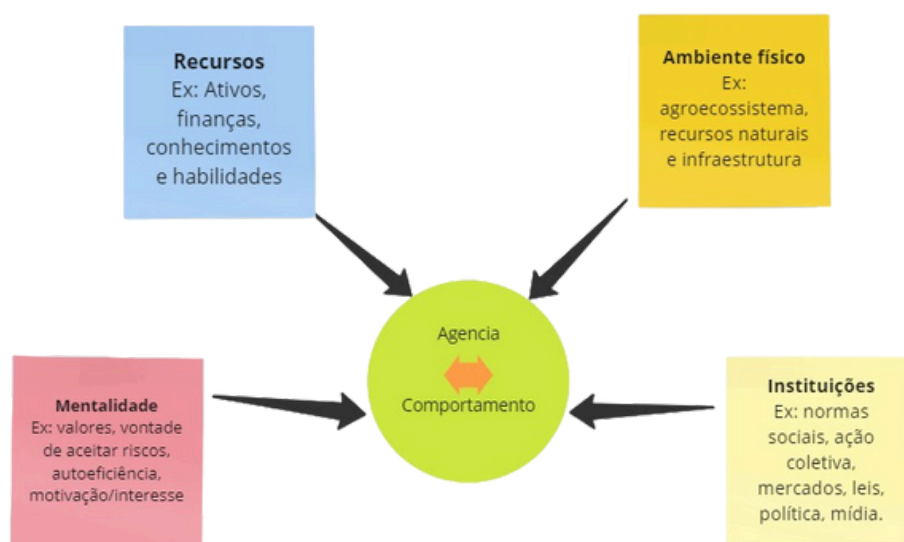 Recursos
Ex: Ativos,
finanças,
conhecimentos
e habilidades
Ambiente físico
Ex:
agroecossistema,
recursos naturais
e infraestrutura
Agencia
Comportamento
Mentalidade
Ex: valores, vontade
de aceitar riscos,
autoeficiência,
motivação/interesse
Instituições
Ex: normas
sociais, ação
coletiva,
mercados, leis,
política, mídia.